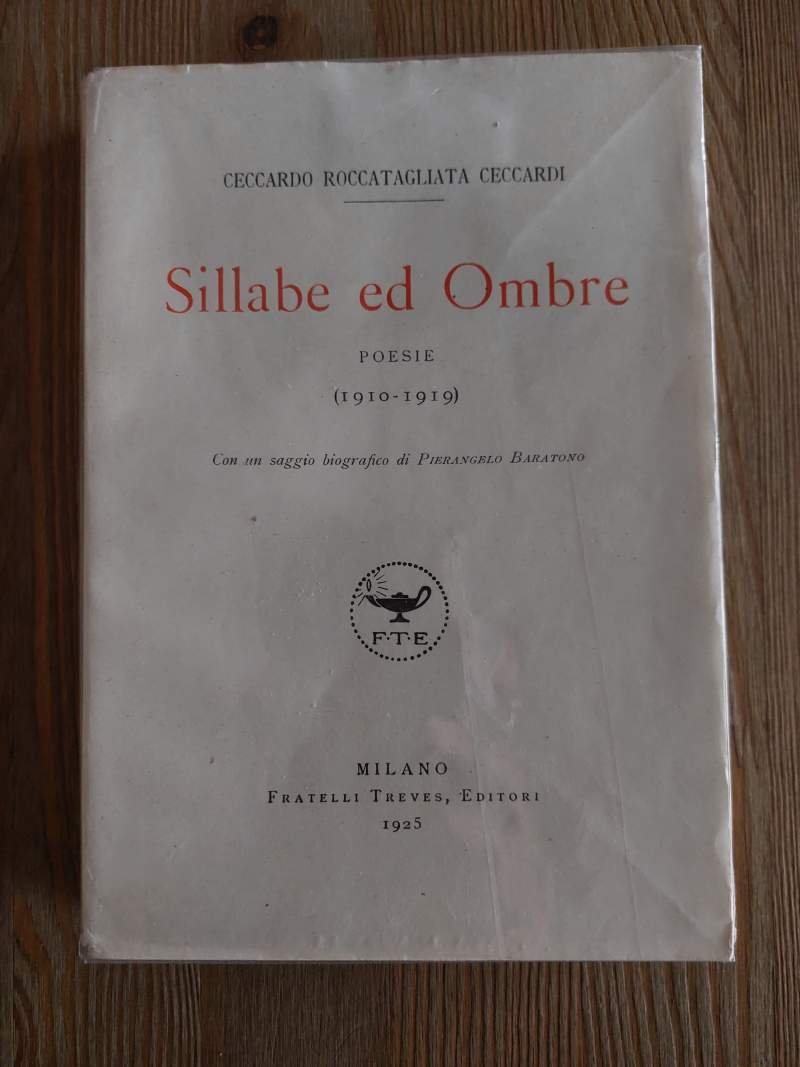 CECCARDO ROCCATAGLIATA CECCARDI
Sillabe ed Ombre
POESIE
(1910-1919)
Con un saggio biografico di PIERANGELO BARATONO
F·T·E
MILANO
FRATELLI TREVES, EDITORI
1925